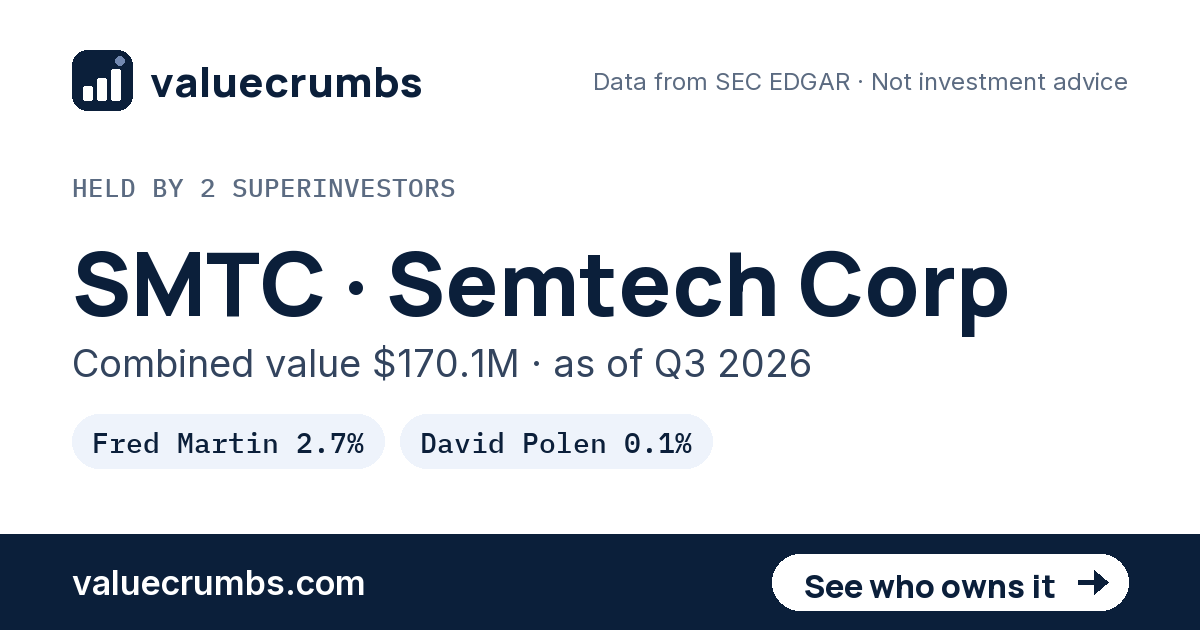 valuecrumbs
Data from SEC EDGAR · Not investment advice
HELD BY 2 SUPERINVESTORS
SMTC · Semtech Corp
Combined value $170.1M · as of Q3 2026
Fred Martin 2.7%
David Polen 0.1%
valuecrumbs.com
See who owns it →